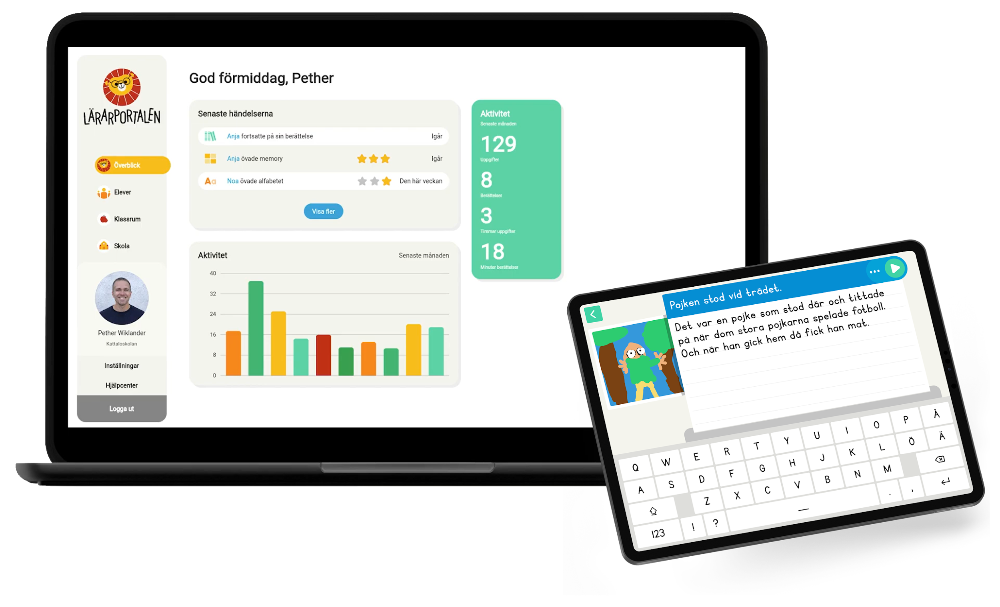 LÄRARPORTALEN
Överblick
Elever
Klassrum
Skola
Pether Wiklander
Kattaloskolan
Inställningar
Hjälpcenter
Logga ut
God förmiddag, Pether
Senaste händelserna
Anja fortsatte på sin berättelse Igår
Anja övade memory Igår
Aa Noa övade alfabetet Den här veckan
Visa fler
Aktivitet Senaste månaden
40
32
24
16
8
0
Aktivitet
Senaste månaden
129
Uppgifter
8
Berättelser
3
Timmar uppgifter
18
Minuter berättelser
Pojken stod vid trädet.
Det var en pojke som stod där och tittade
på när dom stora pojkarna spelade fotboll.
Och när han gick hem då fick han mat.
Q W E R T Y U I O P Å
A S D F G H J K L Ö Ä
Z X C V B N M
123 ! ? . ,